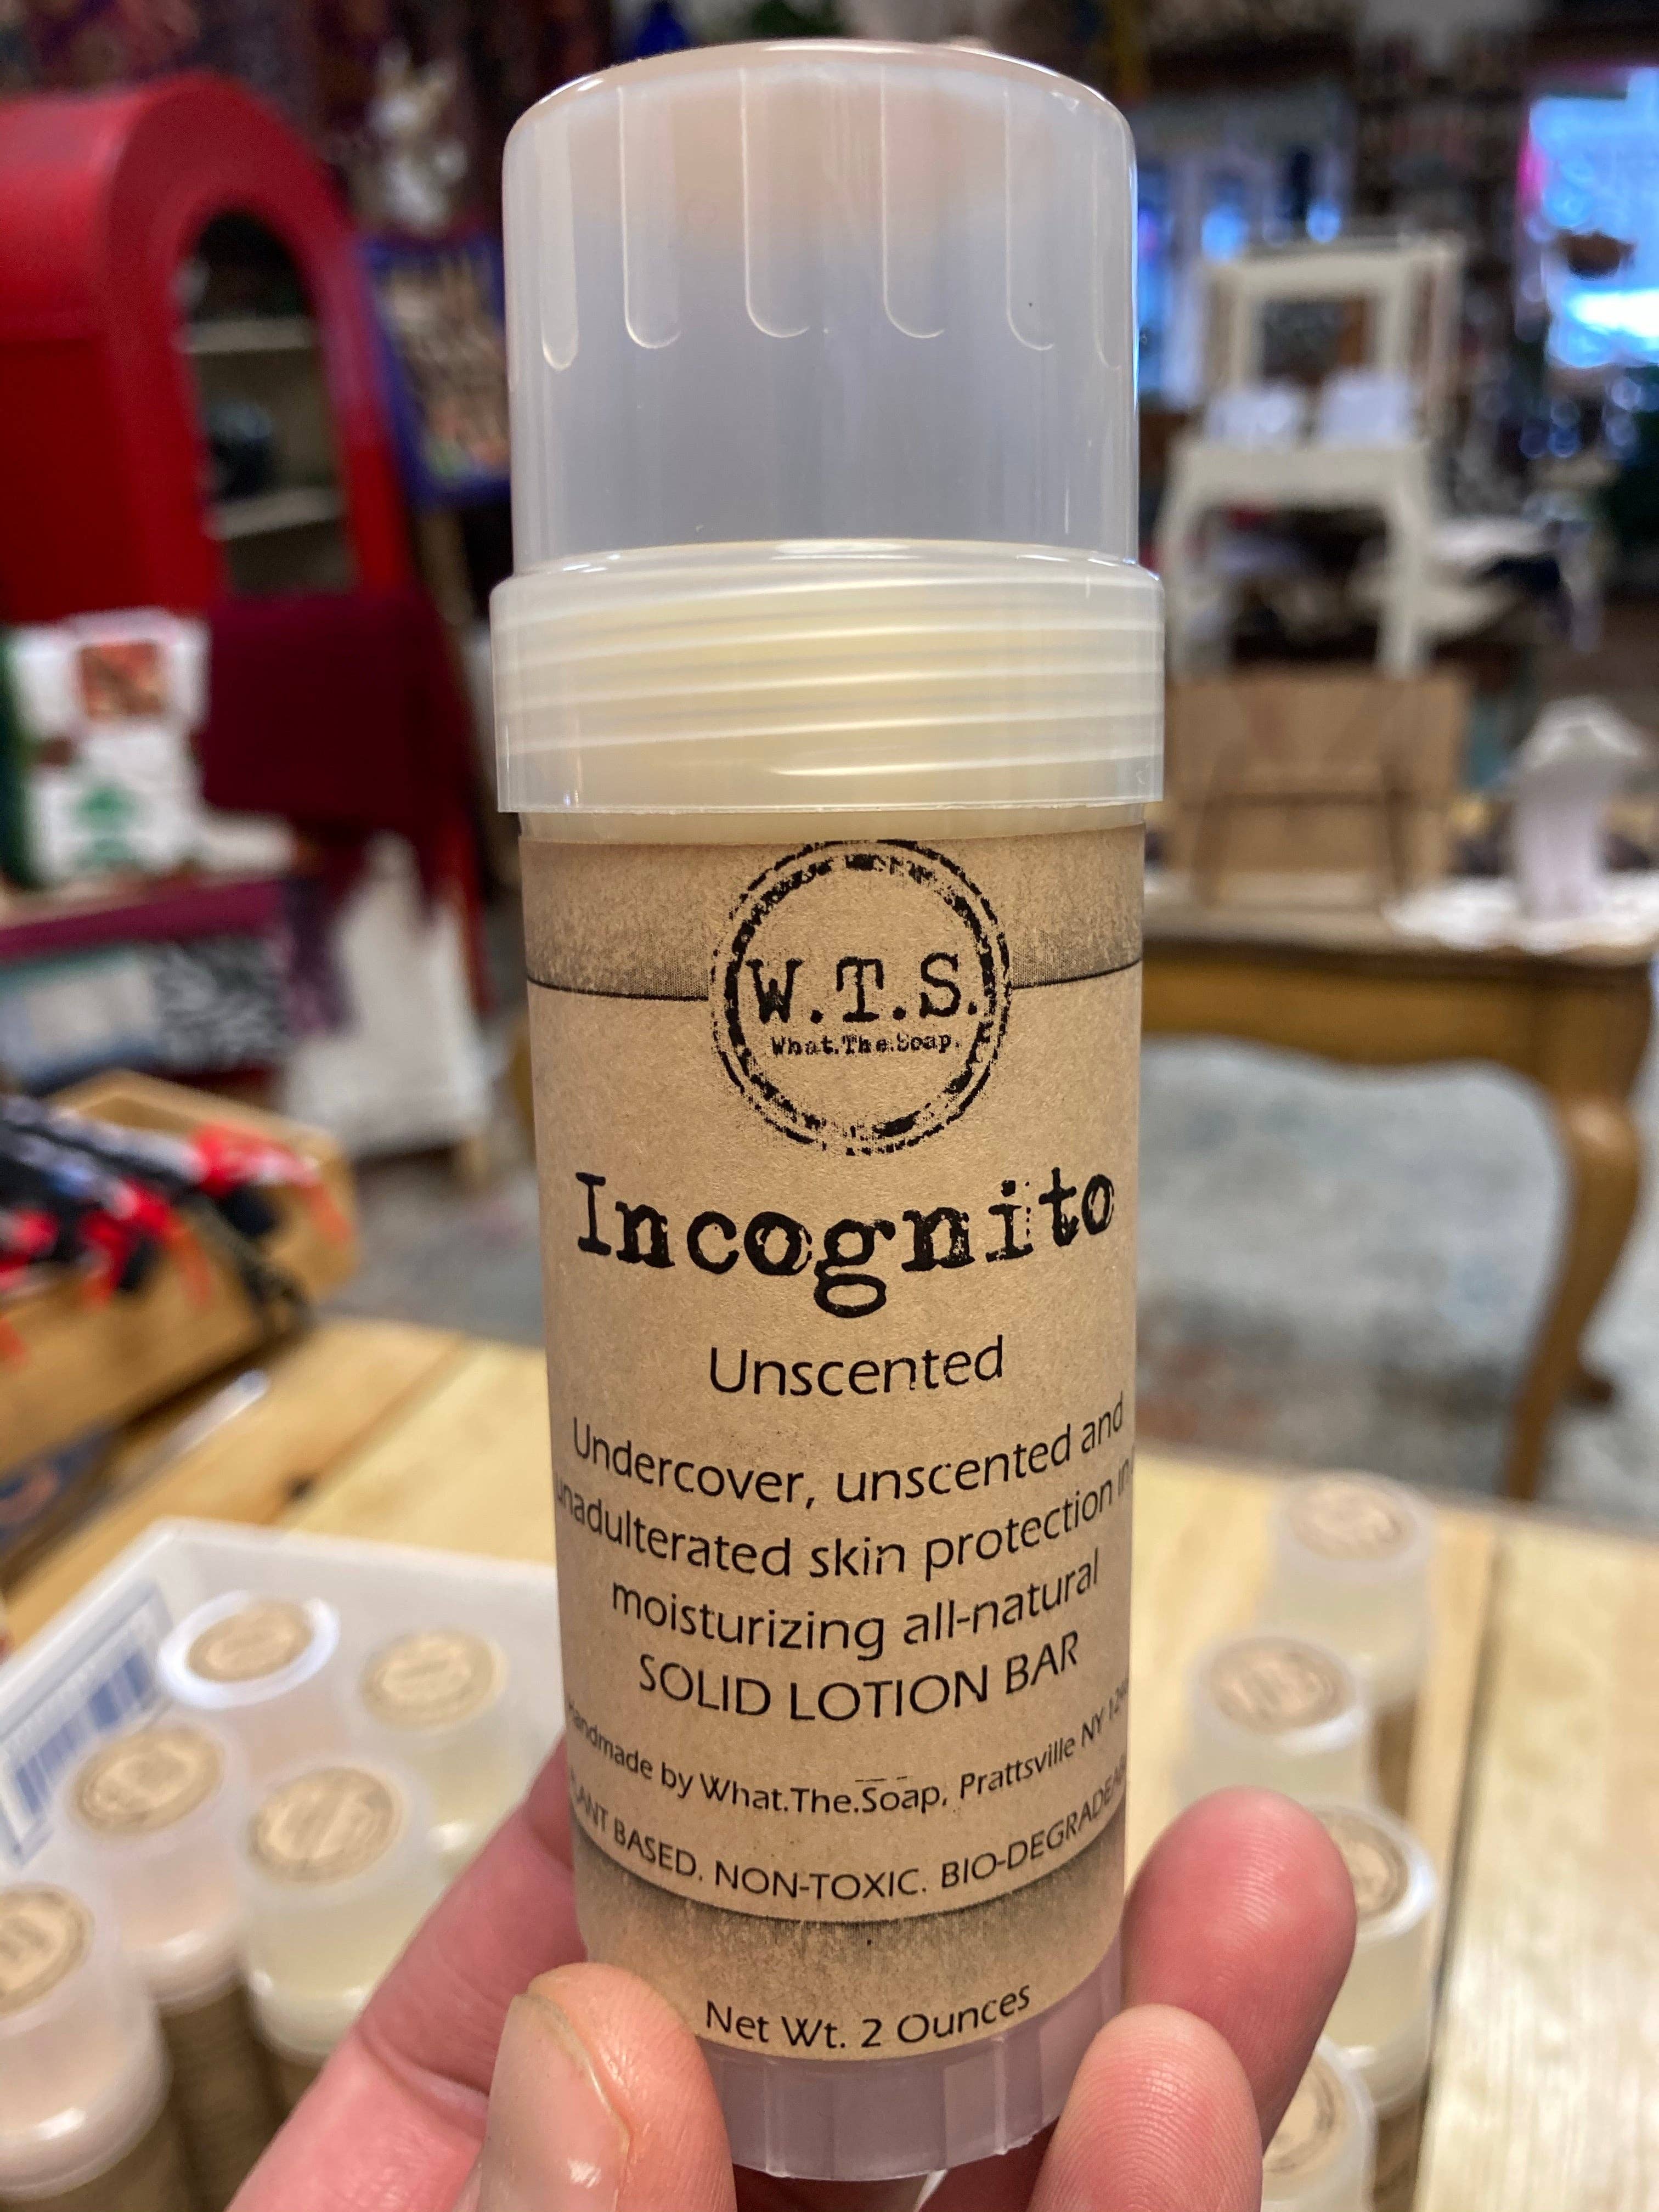 W.T.S.
What.The.Soap.
Incognito
Unscented
Undercover, unscented and
unadulterated skin protection in
moisturizing all-natural
SOLID LOTION BAR
Handmade by What.The.Soap, Prattsville NY
PLANT BASED. NON-TOXIC.
Net Wt. 2 Ounces